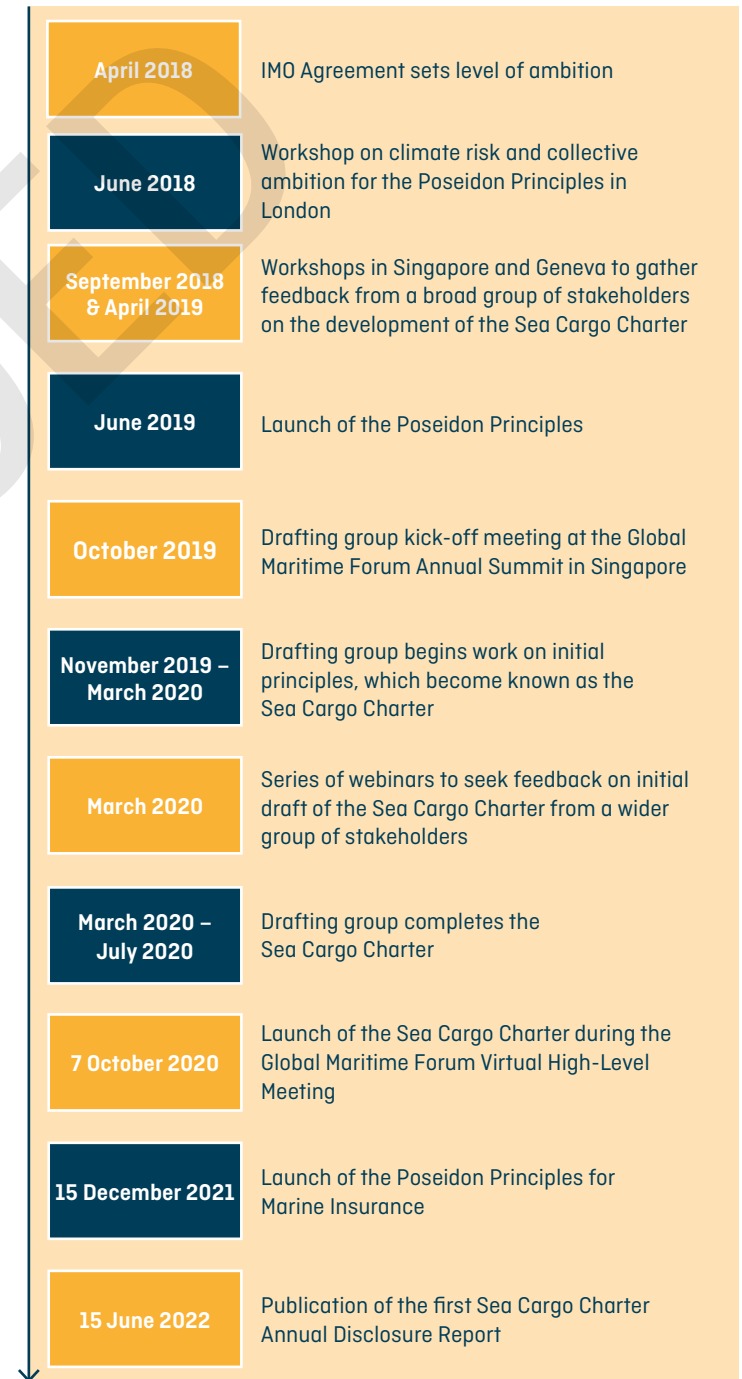 April 2018
IMO Agreement sets level of ambition
June 2018
Workshop on climate risk and collective
ambition for the Poseidon Principles in
London
September 2018
& April 2019
Workshops in Singapore and Geneva to gather
feedback from a broad group of stakeholders
on the development of the Sea Cargo Charter
June 2019
Launch of the Poseidon Principles
October 2019
Drafting group kick-off meeting at the Global
Maritime Forum Annual Summit in Singapore
November 2019 –
March 2020
Drafting group begins work on initial
principles, which become known as the
Sea Cargo Charter
March 2020
Series of webinars to seek feedback on initial
draft of the Sea Cargo Charter from a wider
group of stakeholders
March 2020 –
July 2020
Drafting group completes the
Sea Cargo Charter
7 October 2020
Launch of the Sea Cargo Charter during the
Global Maritime Forum Virtual High-Level
Meeting
15 December 2021
Launch of the Poseidon Principles for
Marine Insurance
15 June 2022
Publication of the first Sea Cargo Charter
Annual Disclosure Report